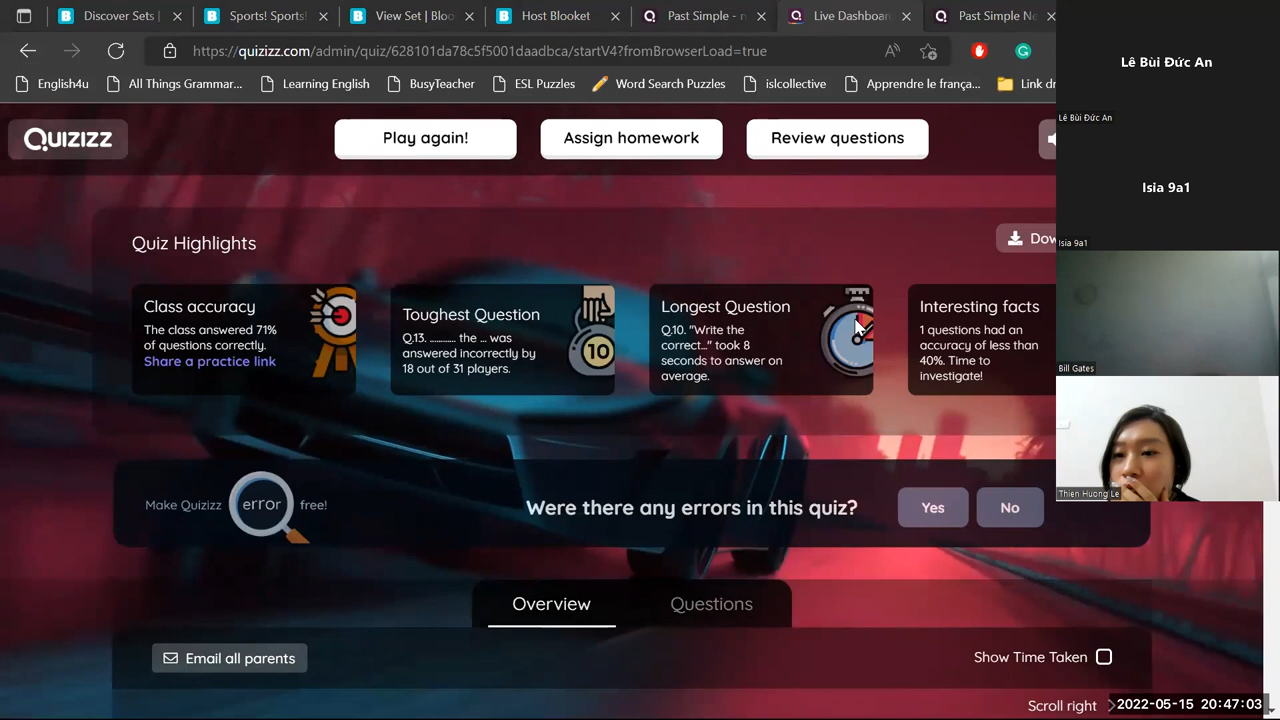 Discover Sets |
Sports! Sports!
View Set | Bloo
Host Blooket
Past Simple - n
Live Dashboar
Past Simple Ne
https://quizizz.com/admin/quiz/628101da78c5f5001daadbca/startV4?fromBrowserLoad=true
English4u
All Things Grammar...
Learning English
BusyTeacher
ESL Puzzles
Word Search Puzzles
islcollective
Apprendre le frança...
Link dr
Quizizz
Play again!
Assign homework
Review questions
Quiz Highlights
Dow
Class accuracy
The class answered 71%
of questions correctly.
Share a practice link
Toughest Question
Q.13. ............ the ... was
answered incorrectly by
18 out of 31 players.
10
Longest Question
Q.10. "Write the
correct..." took 8
seconds to answer on
average.
Interesting facts
1 questions had an
accuracy of less than
40%. Time to
investigate!
Make Quizizz error free!
Were there any errors in this quiz?
Yes
No
Overview
Questions
Email all parents
Show Time Taken
Scroll right
Lê Bùi Đức An
Lê Bùi Đức An
Isia 9a1
Isia 9a1
Bill Gates
Thien Huong Le
2022-05-15 20:47:03